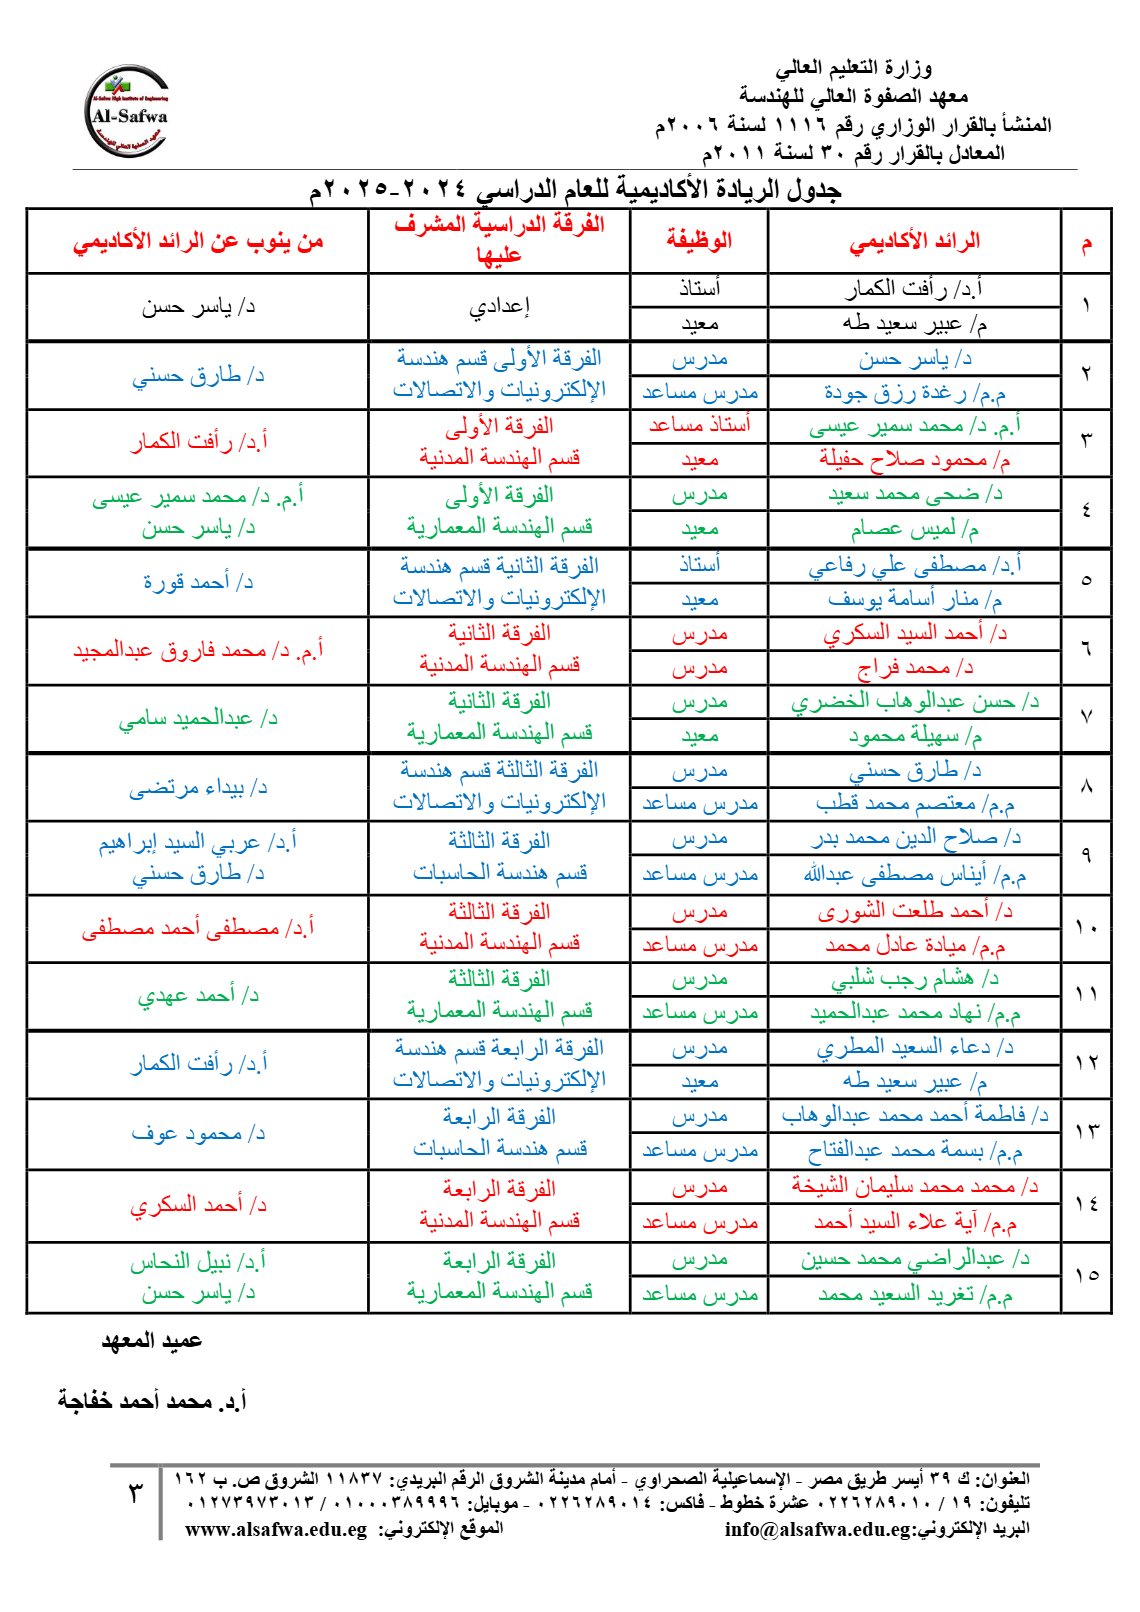 وزارة التعليم العالي
معهد الصفوة العالي للهندسة
المنشأ بالقرار الوزاري رقم ١١١٦ لسنة ٢٠٠٦م
المعادل بالقرار رقم ٣٠ لسنة ٢٠١١م
Al-Safwa High Institute of Engineering
Al-Safwa
معهد الصفوة العالي للهندسة
جدول الريادة الأكاديمية للعام الدراسي ٢٠٢٤-٢٠٢٥م
م الرائد الأكاديمي الوظيفة الفرقة الدراسية المشرف عليها من ينوب عن الرائد الأكاديمي
١ أ.د/ رأفت الكمار أستاذ إعدادي د/ ياسر حسن
م/ عبير سعيد طه معيد
٢ د/ ياسر حسن مدرس الفرقة الأولى قسم هندسة د/ طارق حسني
م.م/ رغدة رزق جودة مدرس مساعد الإلكترونيات والاتصالات
٣ أ.م. د/ محمد سمير عيسى أستاذ مساعد الفرقة الأولى أ.د/ رأفت الكمار
م/ محمود صلاح حفيلة معيد قسم الهندسة المدنية
٤ د/ ضحى محمد سعيد مدرس الفرقة الأولى أ.م. د/ محمد سمير عيسى
م/ لميس عصام معيد قسم الهندسة المعمارية د/ ياسر حسن
٥ أ.د/ مصطفى علي رفاعي أستاذ الفرقة الثانية قسم هندسة د/ أحمد قورة
م/ منار أسامة يوسف معيد الإلكترونيات والاتصالات
٦ د/ أحمد السيد السكري مدرس الفرقة الثانية أ.م. د/ محمد فاروق عبدالمجيد
د/ محمد فراج مدرس قسم الهندسة المدنية
٧ د/ حسن عبدالوهاب الخضري مدرس الفرقة الثانية د/ عبدالحميد سامي
م/ سهيلة محمود معيد قسم الهندسة المعمارية
٨ د/ طارق حسني مدرس الفرقة الثالثة قسم هندسة د/ بيداء مرتضى
م.م/ معتصم محمد قطب مدرس مساعد الإلكترونيات والاتصالات
٩ د/ صلاح الدين محمد بدر مدرس الفرقة الثالثة أ.د/ عربي السيد إبراهيم
م.م/ أيناس مصطفى عبدالله مدرس مساعد قسم هندسة الحاسبات د/ طارق حسني
١٠ د/ أحمد طلعت الشورى مدرس الفرقة الثالثة أ.د/ مصطفى أحمد مصطفى
م.م/ ميادة عادل محمد مدرس مساعد قسم الهندسة المدنية
١١ د/ هشام رجب شلبي مدرس الفرقة الثالثة د/ أحمد عهدي
م.م/ نهاد محمد عبدالحميد مدرس مساعد قسم الهندسة المعمارية
١٢ د/ دعاء السعيد المطري مدرس الفرقة الرابعة قسم هندسة أ.د/ رأفت الكمار
م/ عبير سعيد طه معيد الإلكترونيات والاتصالات
١٣ د/ فاطمة أحمد محمد عبدالوهاب مدرس الفرقة الرابعة د/ محمود عوف
م.م/ بسمة محمد عبدالفتاح مدرس مساعد قسم هندسة الحاسبات
١٤ د/ محمد محمد سليمان الشيخة مدرس الفرقة الرابعة د/ أحمد السكري
م.م/ آية علاء السيد أحمد مدرس مساعد قسم الهندسة المدنية
١٥ د/ عبدالراضي محمد حسين مدرس الفرقة الرابعة أ.د/ نبيل النحاس
م.م/ تغريد السعيد محمد مدرس مساعد قسم الهندسة المعمارية د/ ياسر حسن
عميد المعهد
أ.د. محمد أحمد خفاجة
العنوان: ك ٣٩ أيسر طريق مصر - الإسماعيلية الصحراوي - أمام مدينة الشروق الرقم البريدي: ١١٨٣٧ الشروق ص. ب ١٦٢
تليفون: ١٩ / ٠٢٢٦٢٨٩٠١٠ عشرة خطوط - فاكس: ٠٢٢٦٢٨٩٠١٤ - موبايل: ٠١٠٠٠٣٨٩٩٩٦ / ٠١٢٧٣٩٧٣٠١٣
البريد الإلكتروني: info@alsafwa.edu.eg الموقع الإلكتروني: www.alsafwa.edu.eg
٣